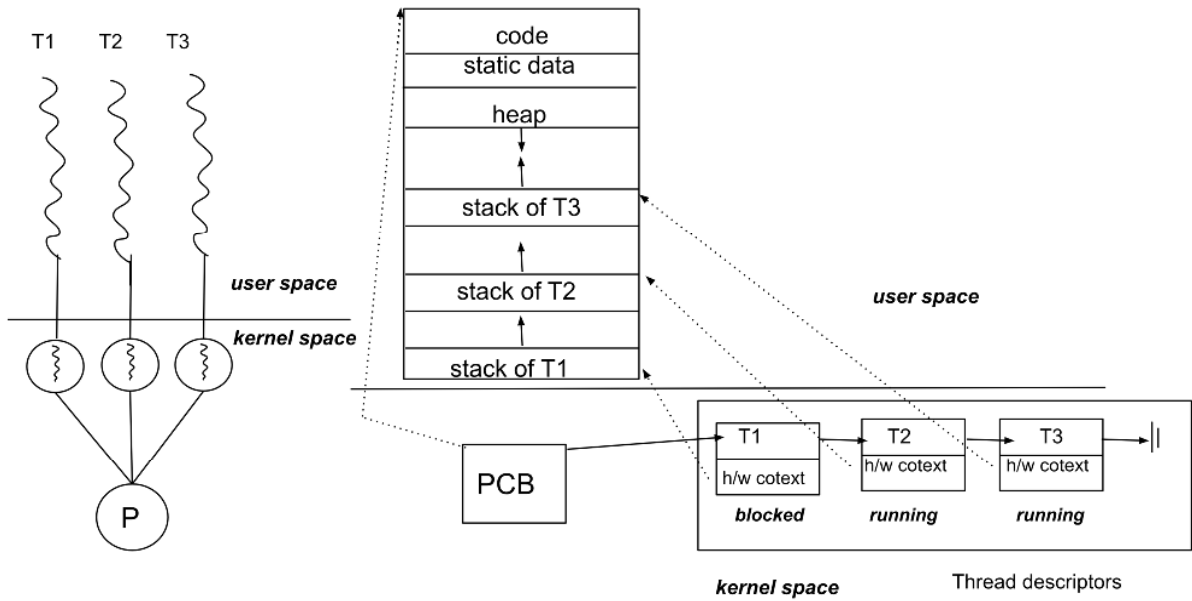 T1 T2 T3
user space
kernel space
P
code
static data
heap
stack of T3
stack of T2
stack of T1
user space
PCB
T1
h/w cotext
blocked
T2
h/w cotext
running
T3
h/w cotext
running
kernel space
Thread descriptors